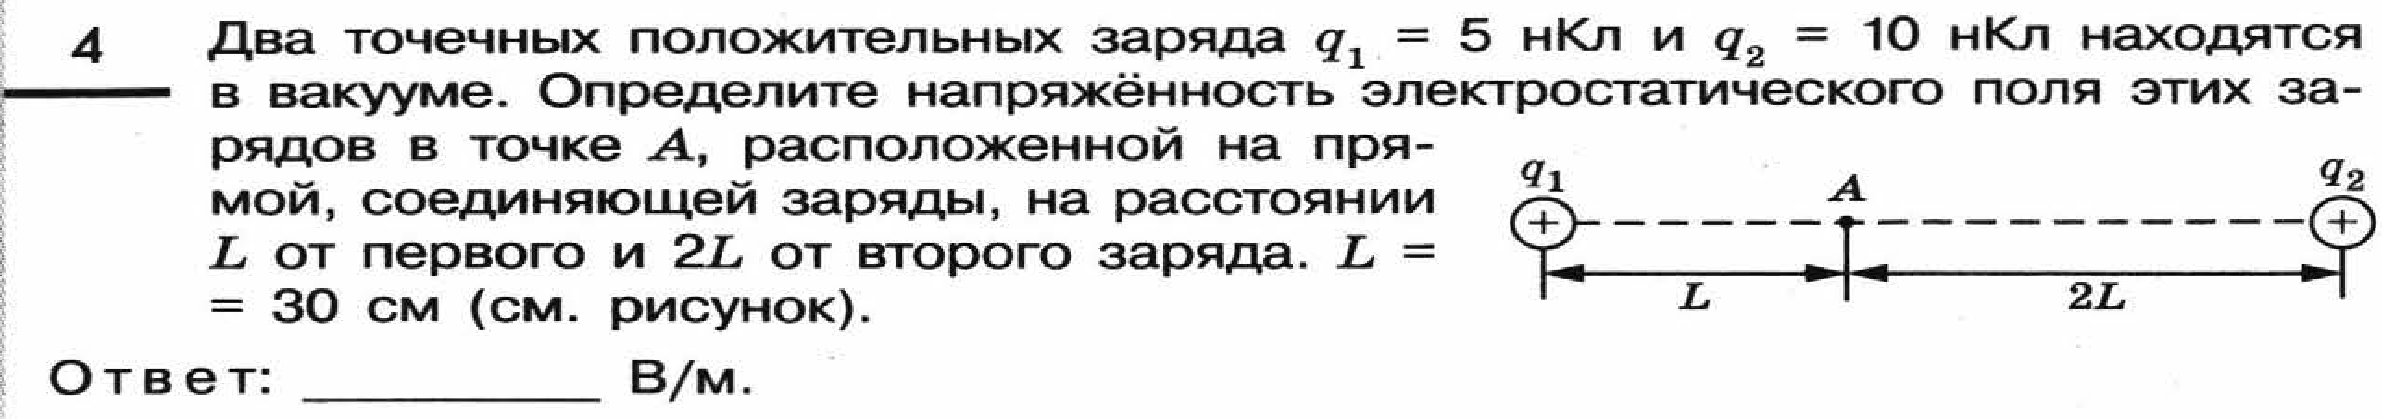 4 Два точечных положительных заряда q₁ = 5 нКл и q₂ = 10 нКл находятся
в вакууме. Определите напряжённость электростатического поля этих за-
рядов в точке A, расположенной на пря-
мой, соединяющей заряды, на расстоянии
L от первого и 2L от второго заряда. L =
= 30 см (см. рисунок).
q₁ A q₂
+ +
L 2L
Ответ: ________ В/м.